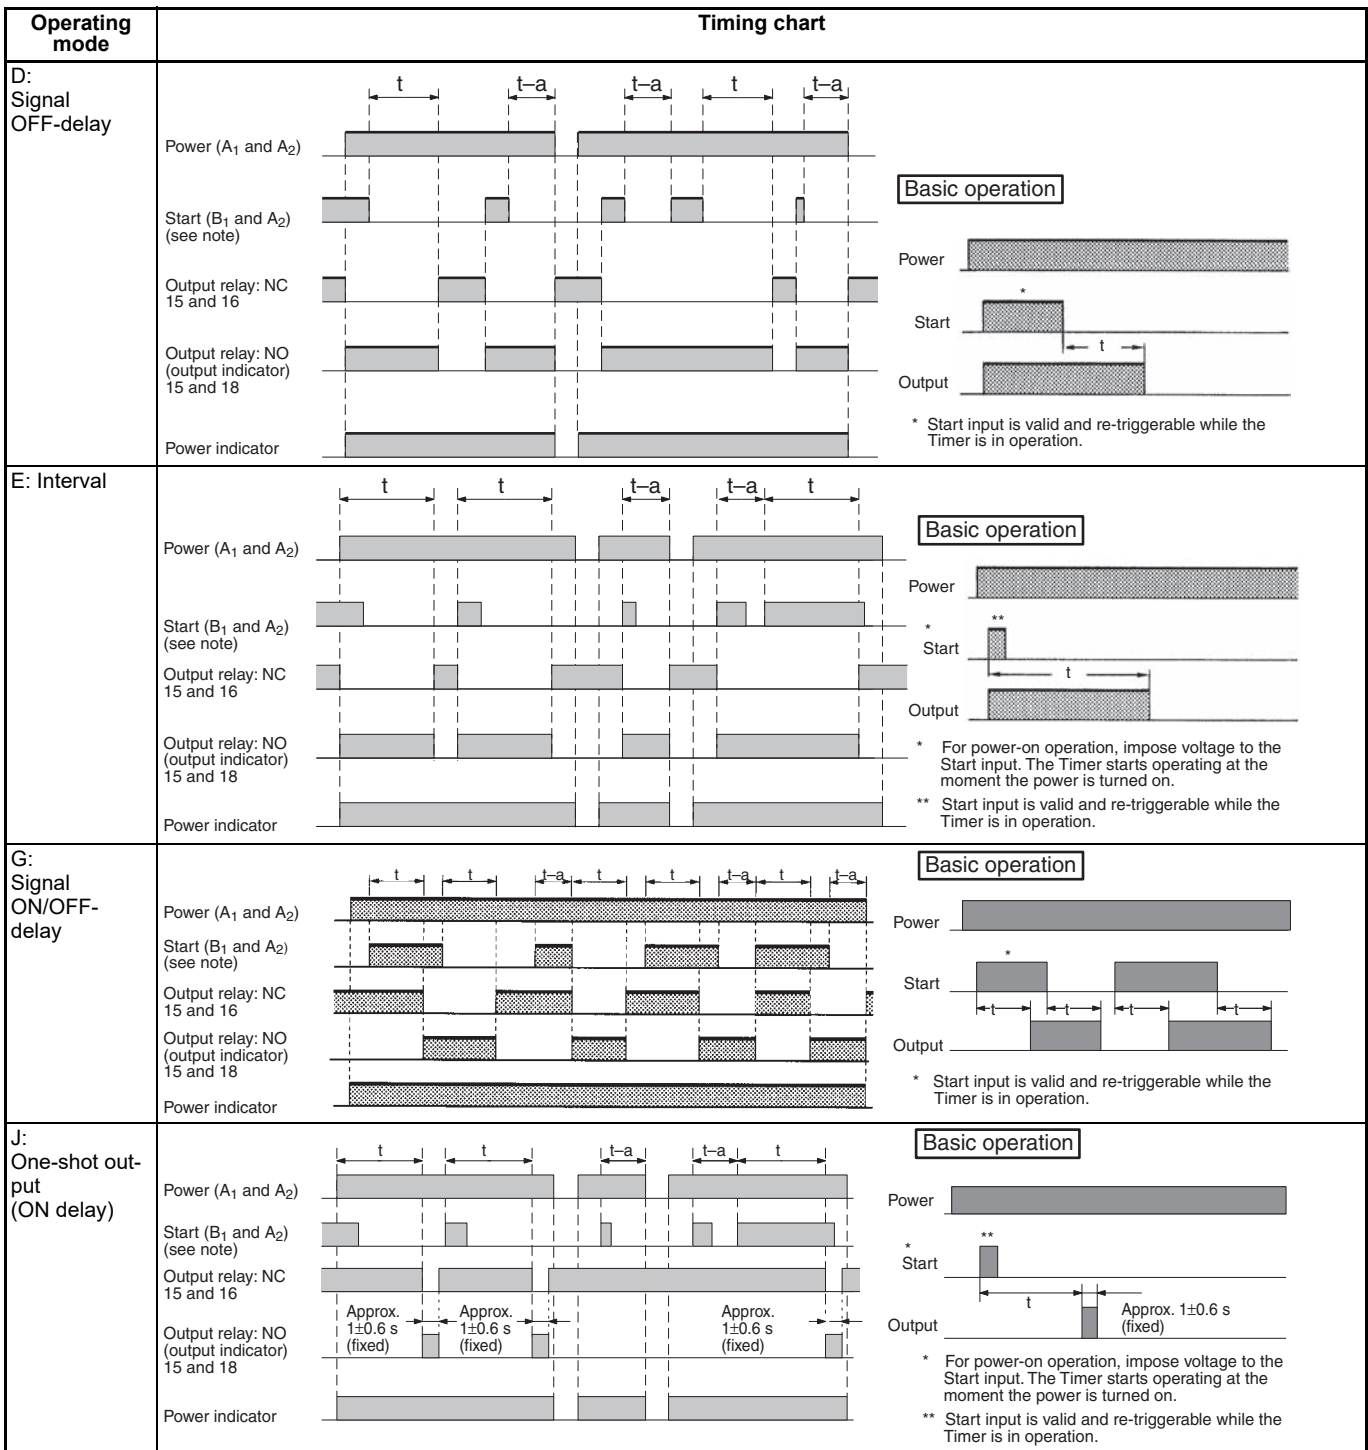 Operating
mode
Timing chart
D:
Signal
OFF-delay
t
t–a
t–a
t
t–a
Power (A1 and A2)
Start (B1 and A2)
(see note)
Output relay: NC
15 and 16
Output relay: NO
(output indicator)
15 and 18
Power indicator
Basic operation
Power
*
Start
t
Output
* Start input is valid and re-triggerable while the
Timer is in operation.
E: Interval
t
t
t–a
t–a
t
Power (A1 and A2)
Start (B1 and A2)
(see note)
Output relay: NC
15 and 16
Output relay: NO
(output indicator)
15 and 18
Power indicator
Basic operation
Power
* **
Start
t
Output
* For power-on operation, impose voltage to the
Start input. The Timer starts operating at the
moment the power is turned on.
** Start input is valid and re-triggerable while the
Timer is in operation.
G:
Signal
ON/OFF-
delay
t
t
t–a
t
t
t–a
t
t–a
Power (A1 and A2)
Start (B1 and A2)
(see note)
Output relay: NC
15 and 16
Output relay: NO
(output indicator)
15 and 18
Power indicator
Basic operation
Power
*
Start
t
t
t
t
Output
* Start input is valid and re-triggerable while the
Timer is in operation.
J:
One-shot out-
put
(ON delay)
t
t
t–a
t–a
t
Power (A1 and A2)
Start (B1 and A2)
(see note)
Output relay: NC
15 and 16
Approx.
1±0.6 s
(fixed)
Approx.
1±0.6 s
(fixed)
Approx.
1±0.6 s
(fixed)
Output relay: NO
(output indicator)
15 and 18
Power indicator
Basic operation
Power
* **
Start
t
Approx. 1±0.6 s
(fixed)
Output
* For power-on operation, impose voltage to the
Start input. The Timer starts operating at the
moment the power is turned on.
** Start input is valid and re-triggerable while the
Timer is in operation.